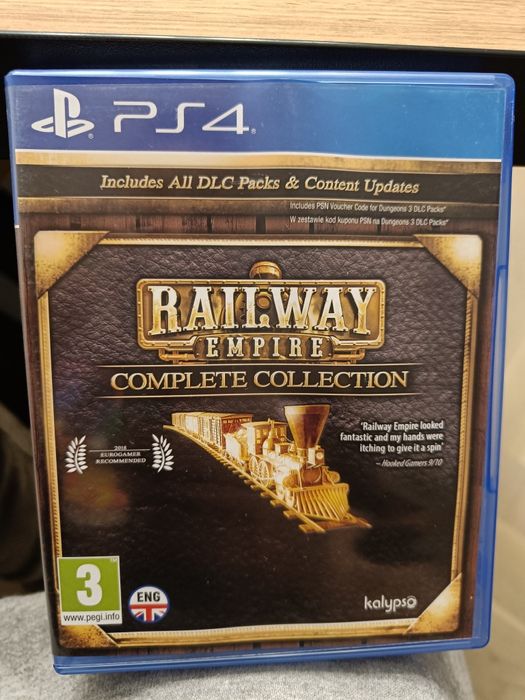 PS4
Includes All DLC Packs & Content Updates
Includes PSN Voucher Code for Dungeons 3 DLC Packs*
W zestawie kod kuponu PSN na Dungeons 3 DLC Packs*
RAILWAY
EMPIRE
COMPLETE COLLECTION
'Railway Empire looked
fantastic and my hands were
itching to give it a spin'
– Hooked Gamers 9/10
2018
EUROGAMER
RECOMMENDED
3
www.pegi.info
ENG
kalypso